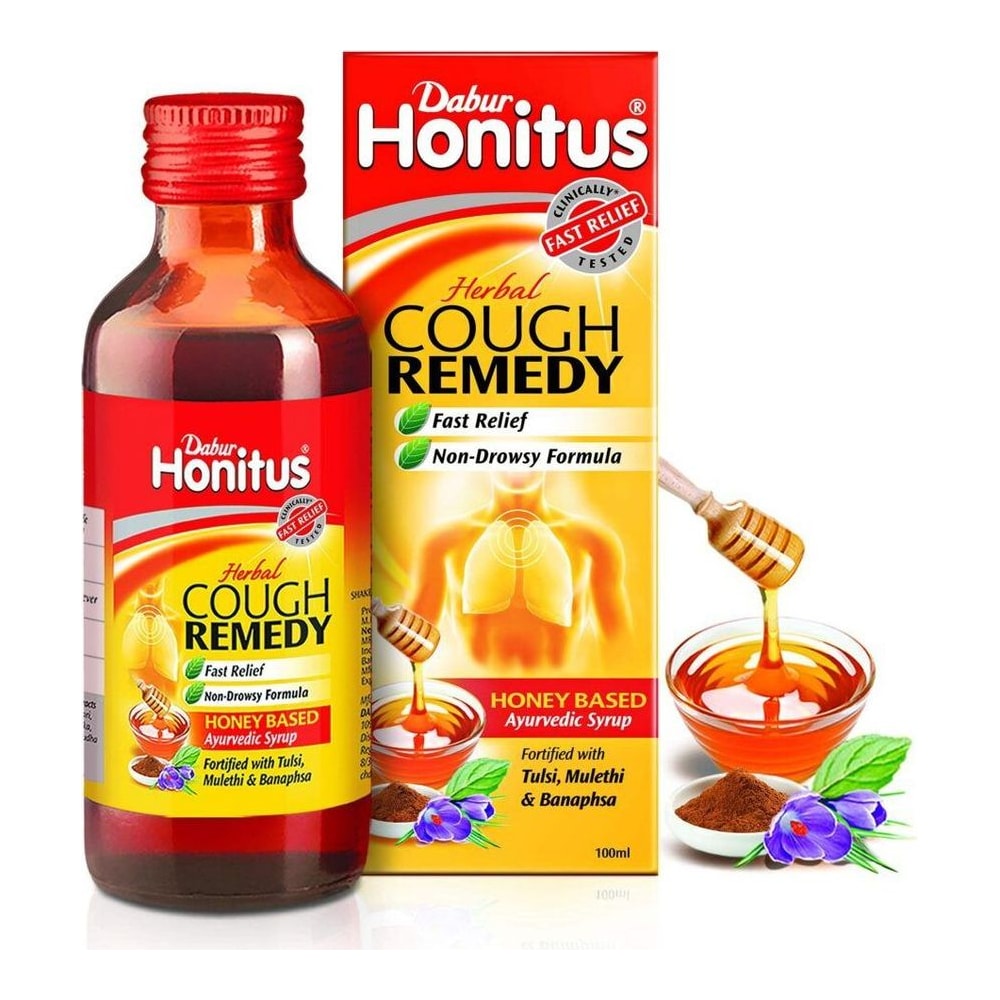 Dabur
Honitus®
CLINICALLY*
FAST RELIEF
TESTED
Herbal
COUGH
REMEDY
Fast Relief
Non-Drowsy Formula
HONEY BASED
Ayurvedic Syrup
Fortified with
Tulsi, Mulethi
& Banaphsa
100ml
Dabur
Honitus®
CLINICALLY*
FAST RELIEF
TESTED
Herbal
COUGH
REMEDY
Fast Relief
Non-Drowsy Formula
HONEY BASED
Ayurvedic Syrup
Fortified with Tulsi,
Mulethi & Banaphsa